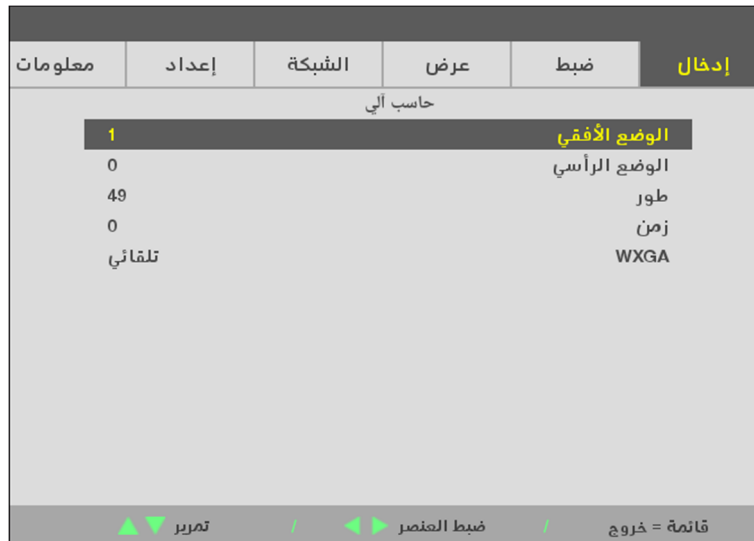 إدخال ضبط عرض الشبكة إعداد معلومات
حاسب آلي
الوضع الأفقي 1
الوضع الرأسي 0
طور 49
زمن 0
WXGA تلقائي
قائمة = خروج / ضبط العنصر / تمرير